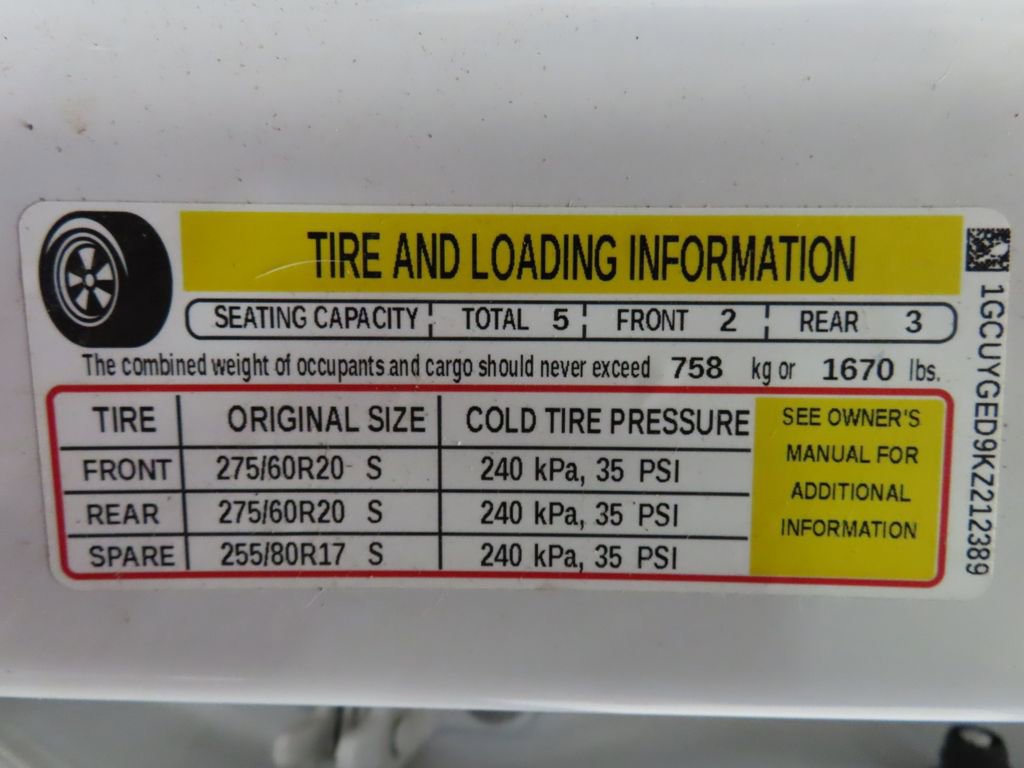 TIRE AND LOADING INFORMATION
SEATING CAPACITY TOTAL 5 FRONT 2 REAR 3
The combined weight of occupants and cargo should never exceed 758 kg or 1670 lbs.
TIRE ORIGINAL SIZE COLD TIRE PRESSURE
FRONT 275/60R20 S 240 kPa, 35 PSI
REAR 275/60R20 S 240 kPa, 35 PSI
SPARE 255/80R17 S 240 kPa, 35 PSI
SEE OWNER'S
MANUAL FOR
ADDITIONAL
INFORMATION
1GCUYGED9KZ212389